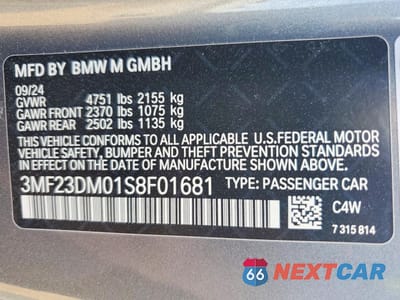 MFD BY BMW M GMBH
09/24
GVWR 4751 lbs 2155 kg
GAWR FRONT 2370 lbs 1075 kg
GAWR REAR 2502 lbs 1135 kg
THIS VEHICLE CONFORMS TO ALL APPLICABLE U.S.FEDERAL MOTOR
VEHICLE SAFETY, BUMPER, AND THEFT PREVENTION STANDARDS IN
EFFECT ON THE DATE OF MANUFACTURE SHOWN ABOVE.
3MF23DM01S8F01681 TYPE: PASSENGER CAR
C4W
7 315 814
66 NEXTCAR